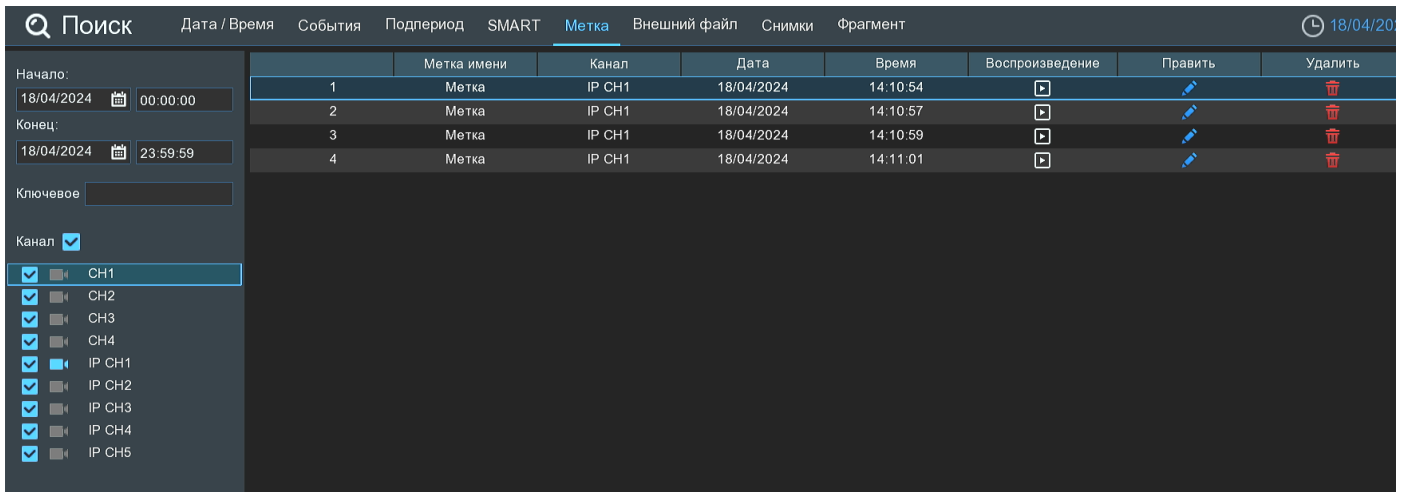 Поиск Дата / Время События Подпериод SMART Метка Внешний файл Снимки Фрагмент 18/04/202
Начало:
18/04/2024 00:00:00
Конец:
18/04/2024 23:59:59
Ключевое
Канал
CH1
CH2
CH3
CH4
IP CH1
IP CH2
IP CH3
IP CH4
IP CH5
Метка имени Канал Дата Время Воспроизведение Править Удалить
1 Метка IP CH1 18/04/2024 14:10:54
2 Метка IP CH1 18/04/2024 14:10:57
3 Метка IP CH1 18/04/2024 14:10:59
4 Метка IP CH1 18/04/2024 14:11:01